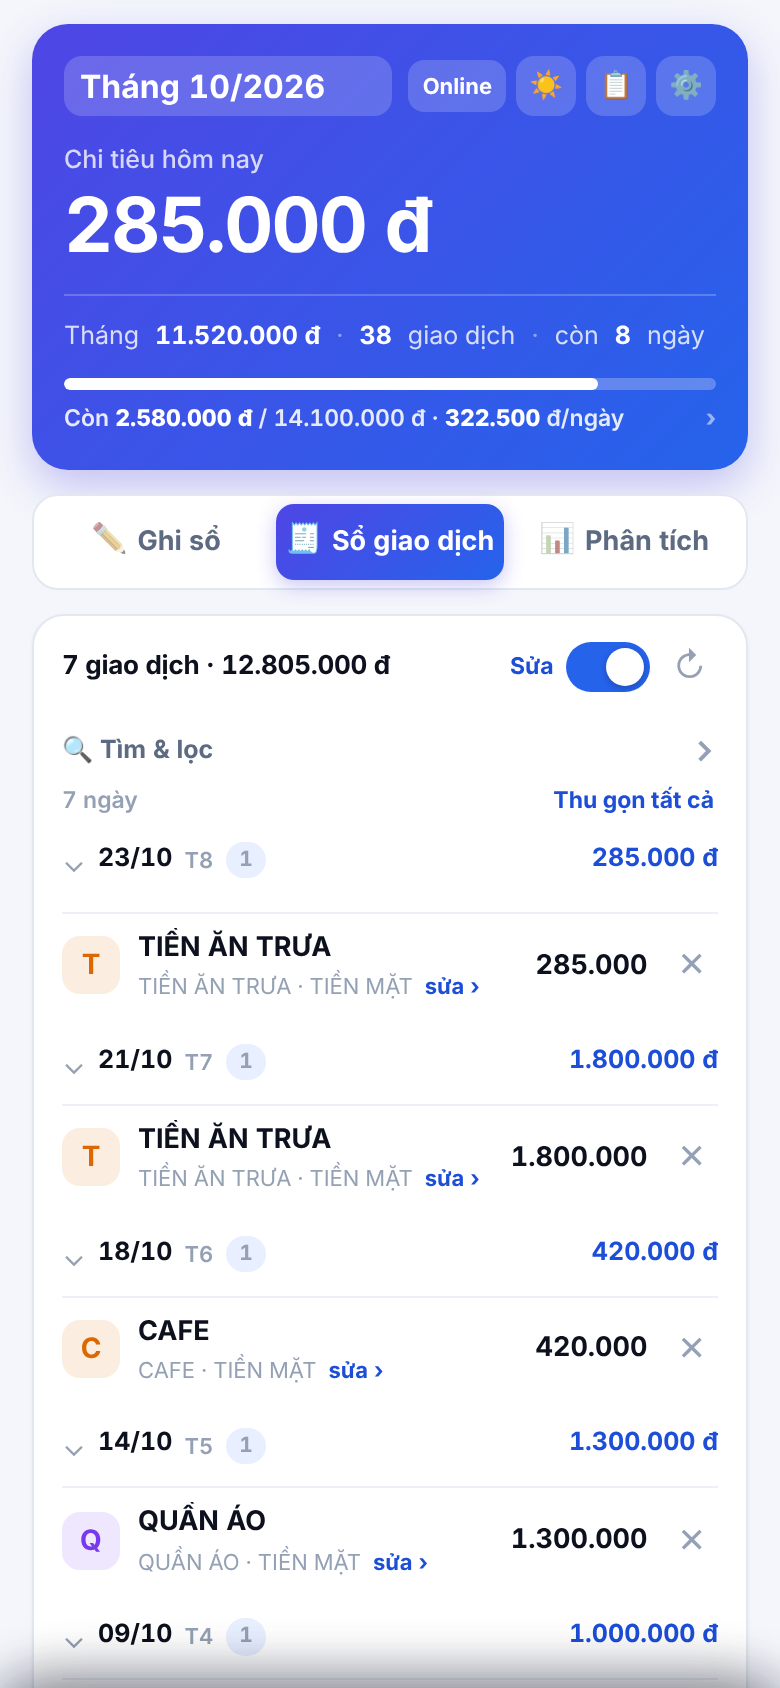 Tháng 10/2026 Online
Chi tiêu hôm nay
285.000 đ
Tháng 11.520.000 đ · 38 giao dịch · còn 8 ngày
Còn 2.580.000 đ / 14.100.000 đ · 322.500 đ/ngày ›
Ghi sổ Sổ giao dịch Phân tích
7 giao dịch · 12.805.000 đ Sửa
Tìm & lọc
7 ngày Thu gọn tất cả
23/10 T8 1 285.000 đ
T TIỀN ĂN TRƯA 285.000 ✕
TIỀN ĂN TRƯA · TIỀN MẶT sửa ›
21/10 T7 1 1.800.000 đ
T TIỀN ĂN TRƯA 1.800.000 ✕
TIỀN ĂN TRƯA · TIỀN MẶT sửa ›
18/10 T6 1 420.000 đ
C CAFE 420.000 ✕
CAFE · TIỀN MẶT sửa ›
14/10 T5 1 1.300.000 đ
Q QUẦN ÁO 1.300.000 ✕
QUẦN ÁO · TIỀN MẶT sửa ›
09/10 T4 1 1.000.000 đ